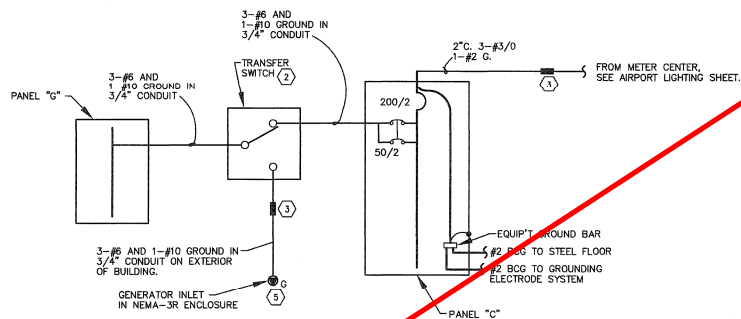 3-#6 AND
1-#10 GROUND IN
3/4" CONDUIT
2"C. 3-#3/0
1-#2 G.
3
FROM METER CENTER,
SEE AIRPORT LIGHTING SHEET.
3-#6 AND
1 #10 GROUND IN
3/4" CONDUIT
TRANSFER
SWITCH
2
PANEL "G"
200/2
50/2
3
3-#6 AND 1-#10 GROUND IN
3/4" CONDUIT ON EXTERIOR
OF BUILDING.
EQUIP'T GROUND BAR
#2 BCG TO STEEL FLOOR
#2 BCG TO GROUNDING
ELECTRODE SYSTEM
G
5
GENERATOR INLET
IN NEMA-3R ENCLOSURE
PANEL "C"